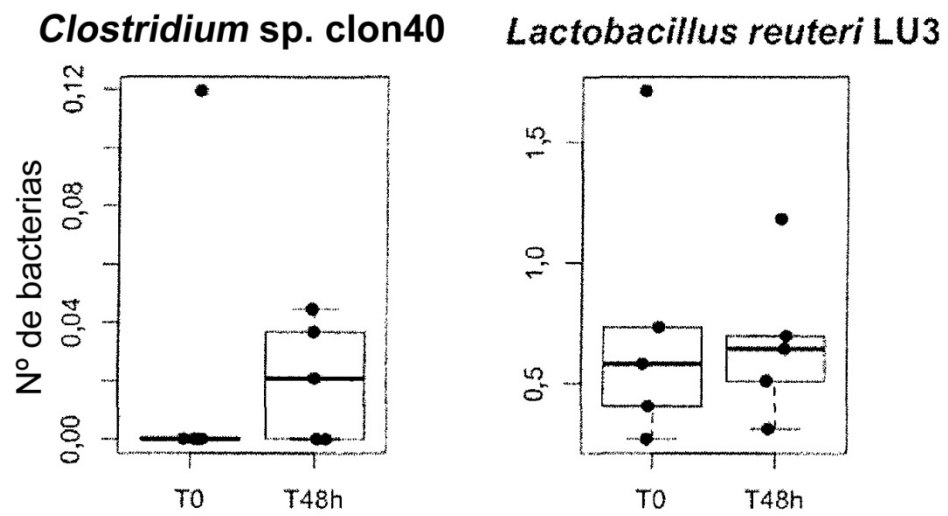 Clostridium sp. clon40
Lactobacillus reuteri LU3
Nº de bacterias
0,12
0,08
0,04
0,00
T0
T48h
1,5
1,0
0,5
T0
T48h